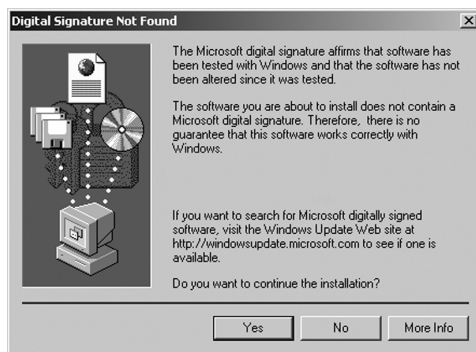 Digital Signature Not Found
The Microsoft digital signature affirms that software has
been tested with Windows and that the software has not
been altered since it was tested.
The software you are about to install does not contain a
Microsoft digital signature. Therefore, there is no
guarantee that this software works correctly with
Windows.
If you want to search for Microsoft digitally signed
software, visit the Windows Update Web site at
http://windowsupdate.microsoft.com to see if one is
available.
Do you want to continue the installation?
Yes No More Info